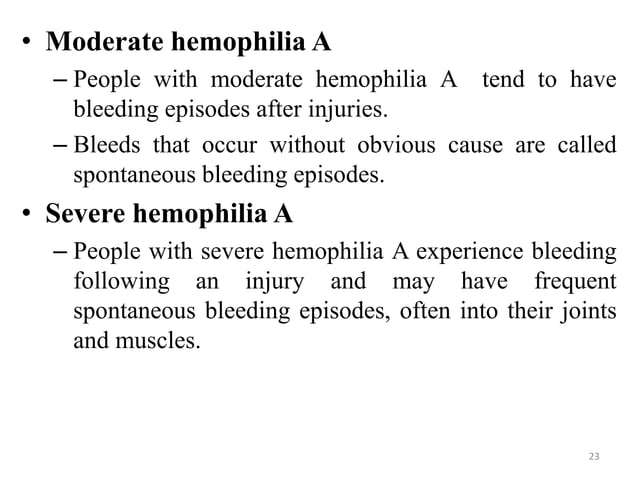 • Moderate hemophilia A
– People with moderate hemophilia A tend to have
bleeding episodes after injuries.
– Bleeds that occur without obvious cause are called
spontaneous bleeding episodes.
• Severe hemophilia A
– People with severe hemophilia A experience bleeding
following an injury and may have frequent
spontaneous bleeding episodes, often into their joints
and muscles.
23